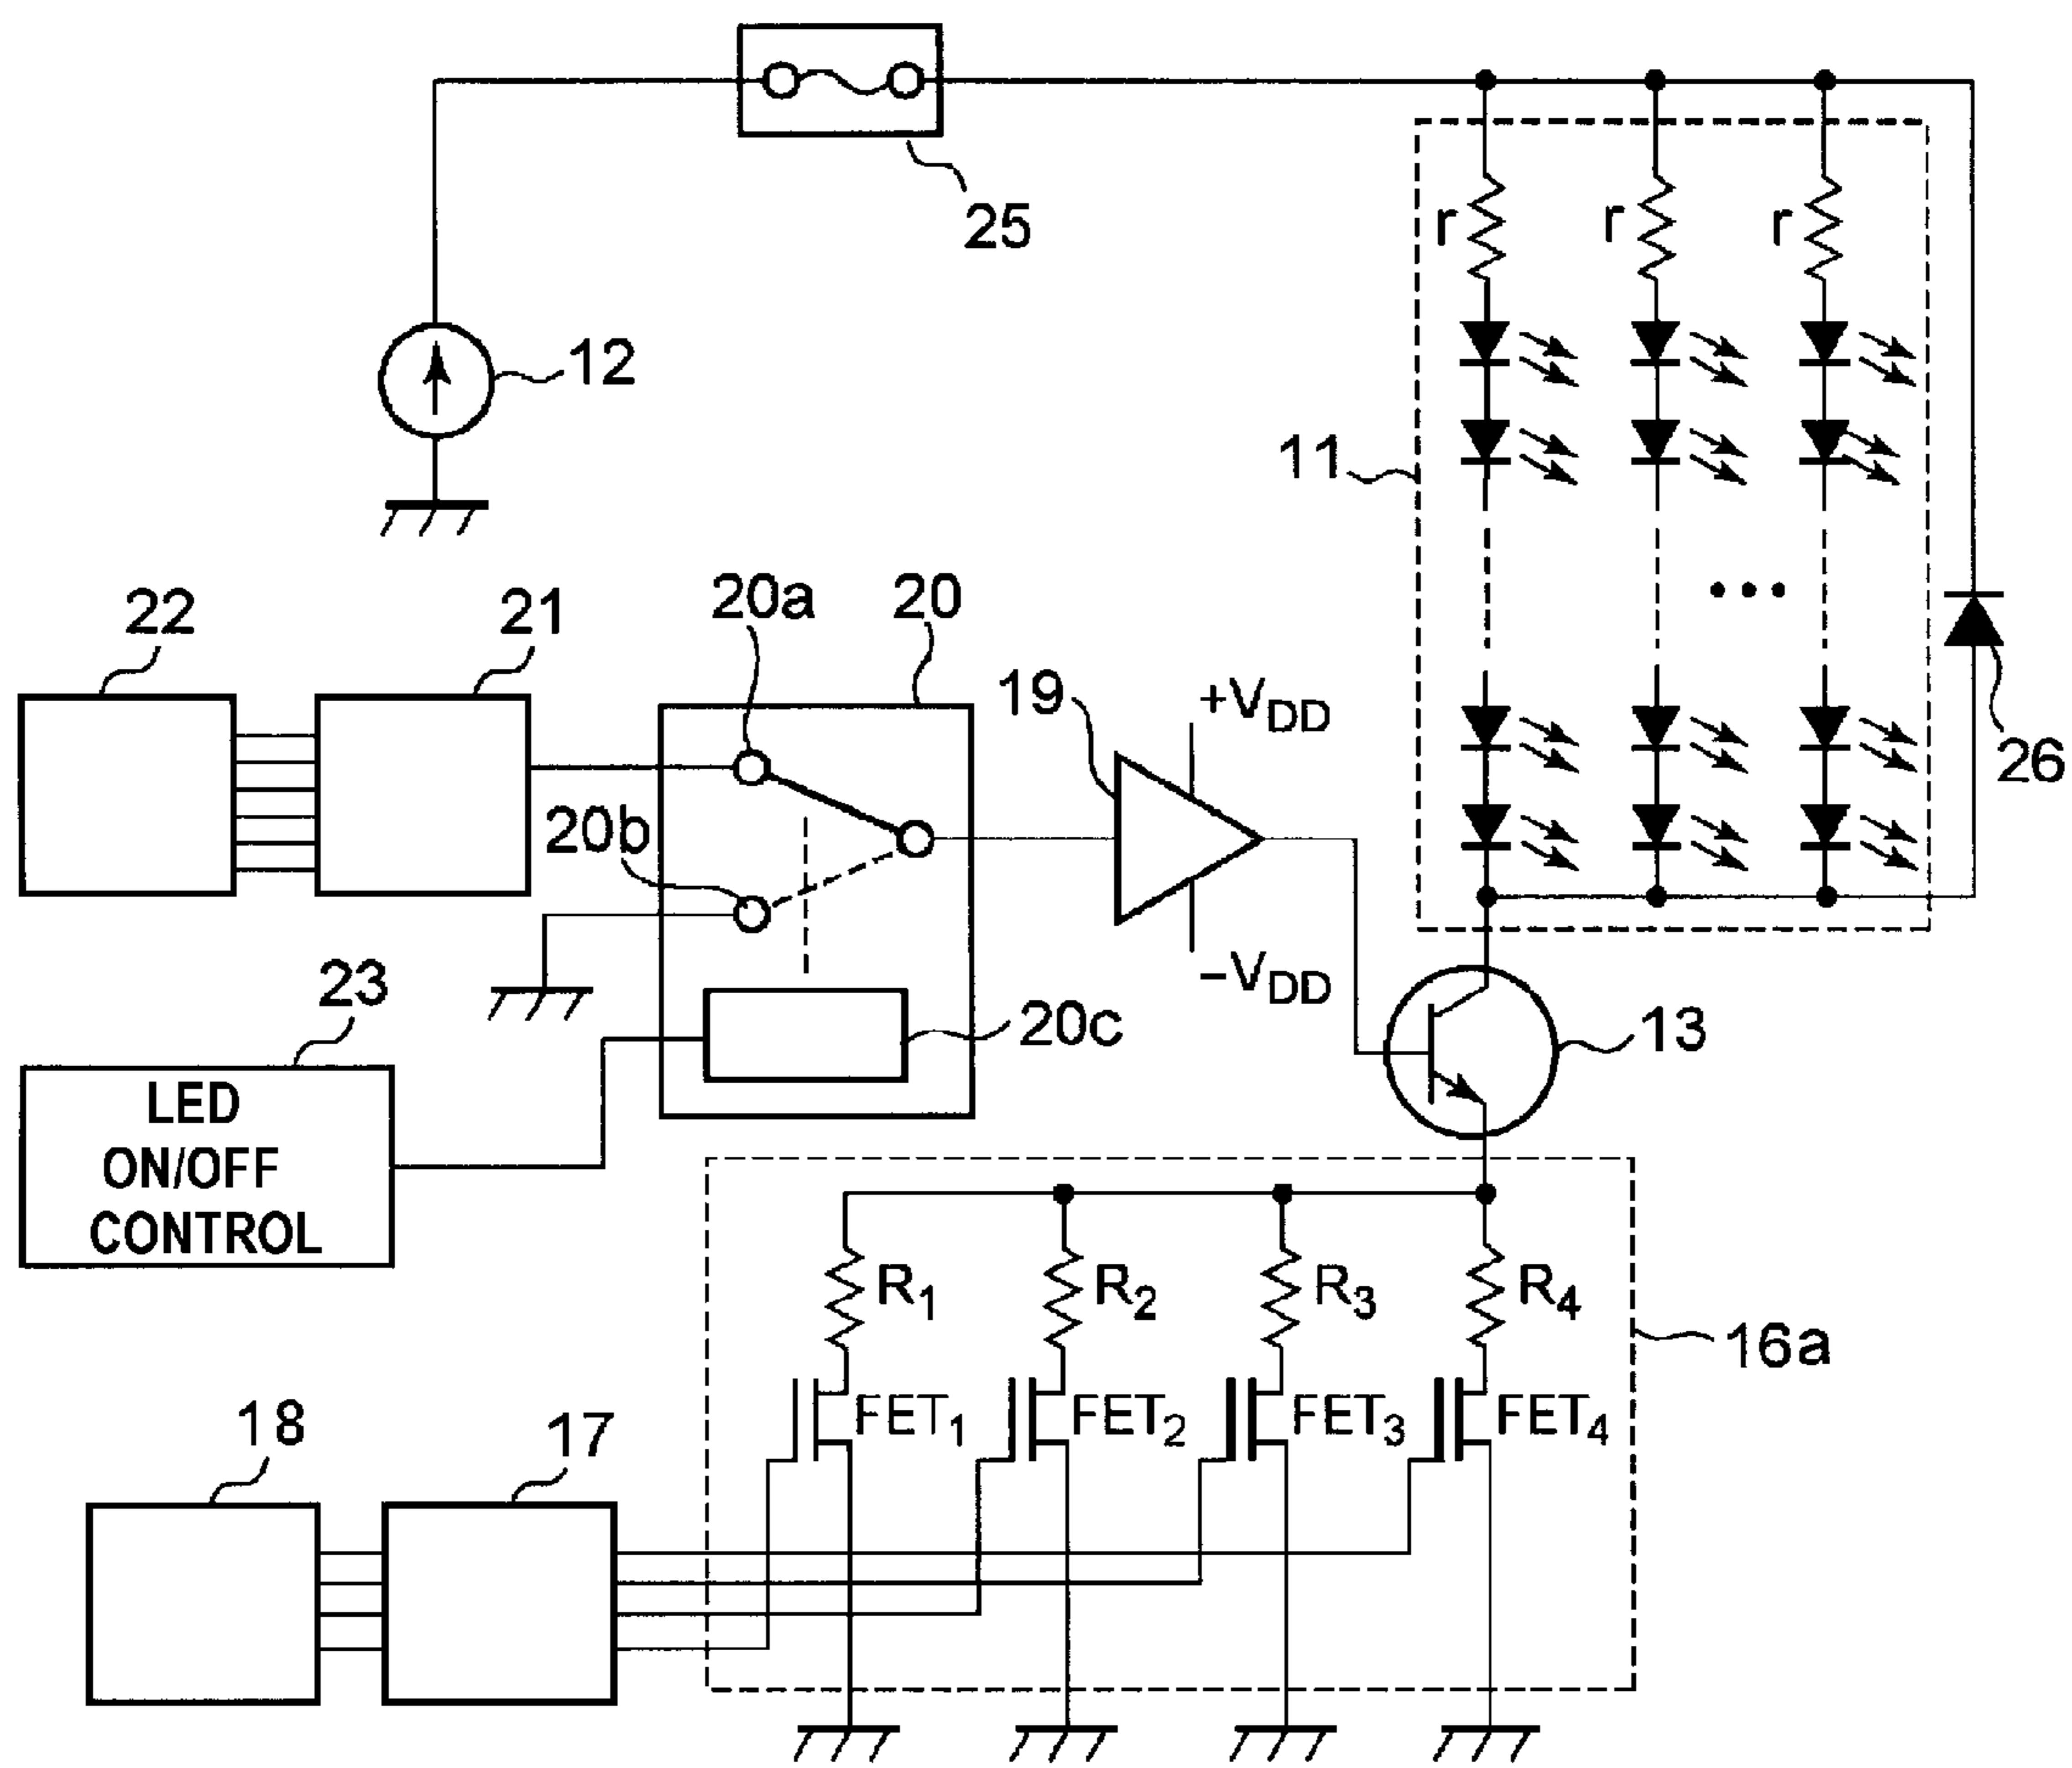 25
r r r
12
11
22 21 20a 20
19 +VDD
26
20b
−VDD
23
20c 13
LED
ON/OFF
CONTROL
R1 R2 R3 R4
16a
FET1 FET2 FET3 FET4
18 17